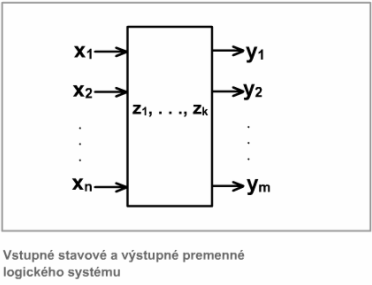 x₁ y₁
x₂ y₂
z₁, . . ., zₖ
xₙ yₘ
Vstupné stavové a výstupné premenné
logického systému